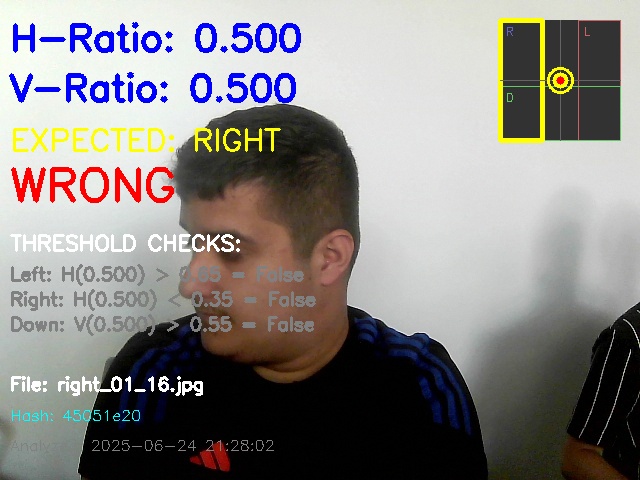 H-Ratio: 0.500
V-Ratio: 0.500
EXPECTED: RIGHT
WRONG
THRESHOLD CHECKS:
Left: H(0.500) > 0.65 = False
Right: H(0.500) < 0.35 = False
Down: V(0.500) > 0.55 = False
File: right_01_16.jpg
Hash: 45051e20
2025-06-24 21:28:02
R
L
D